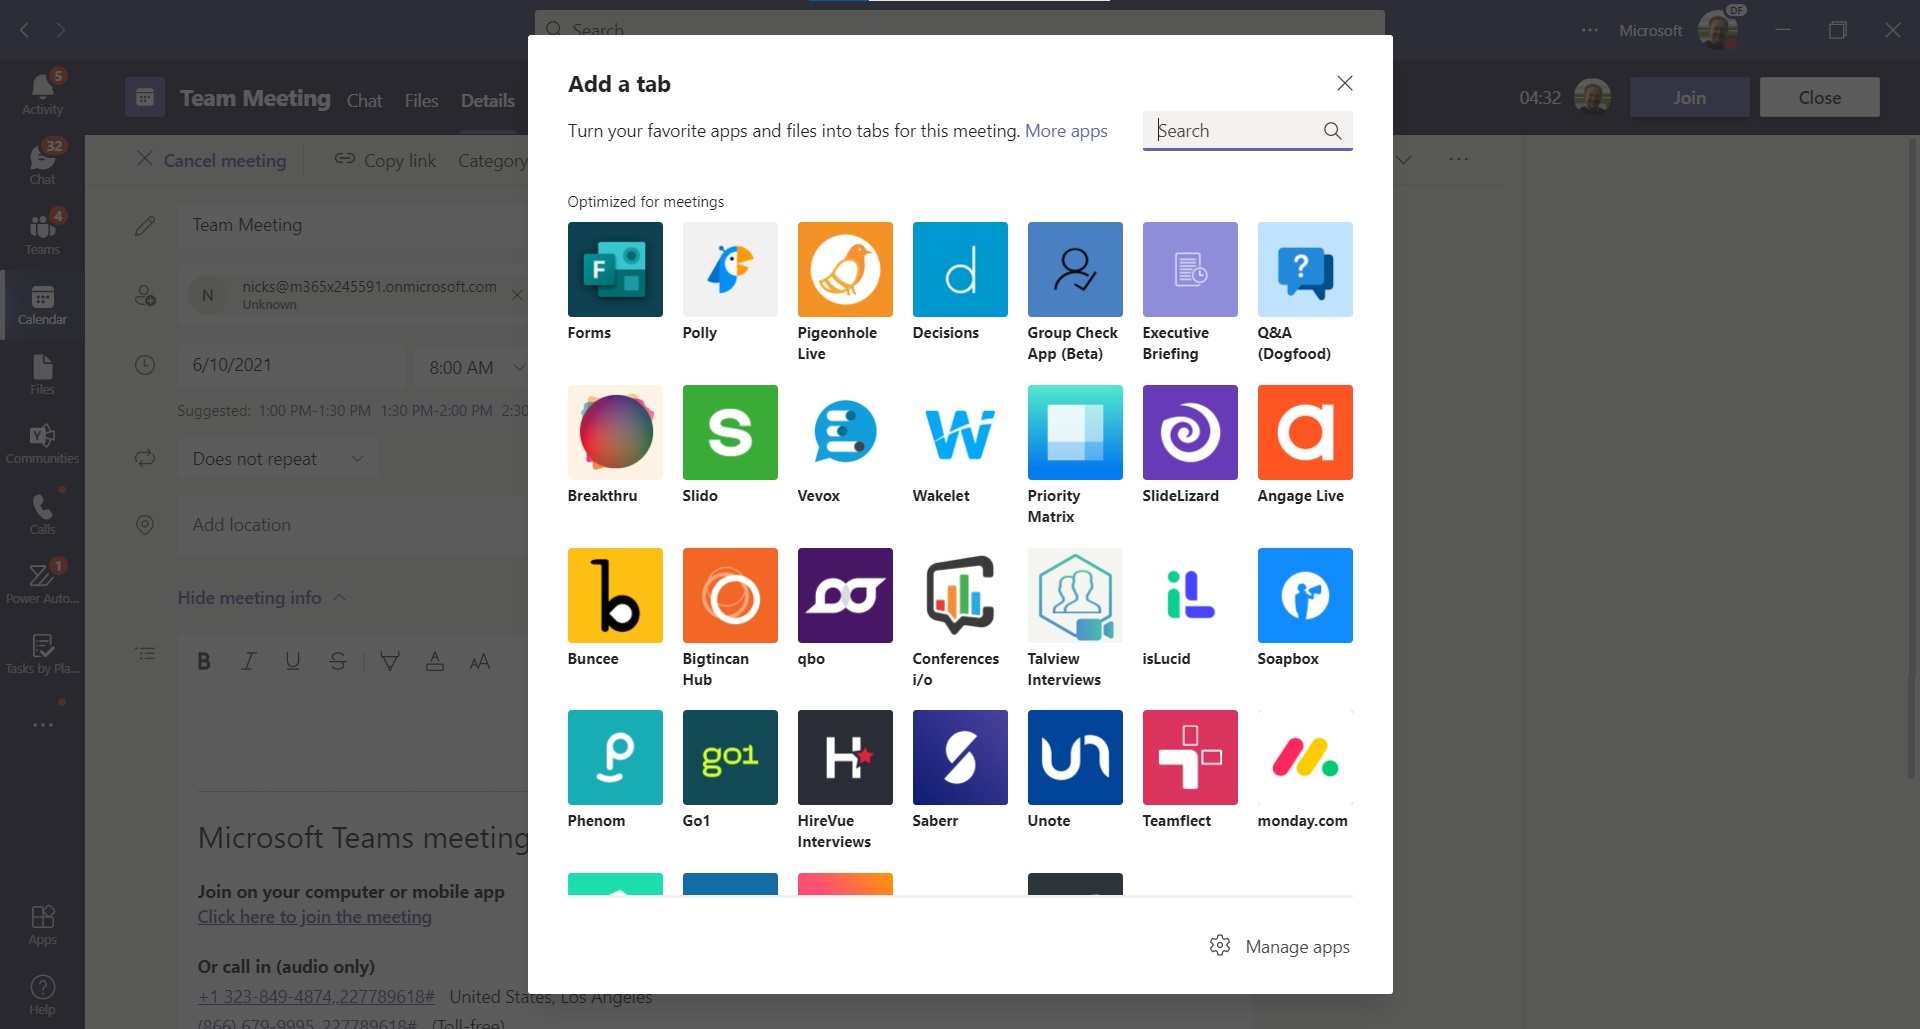 Search
Microsoft
DF
5
Activity
32
Chat
4
Teams
Calendar
Files
Communities
Calls
1
Power Auto...
Tasks by Pla...
Apps
Help
Team Meeting Chat Files Details
04:32
Join
Close
Cancel meeting
Copy link
Category
Team Meeting
N
nicks@m365x245591.onmicrosoft.com
Unknown
6/10/2021
8:00 AM
Suggested: 1:00 PM-1:30 PM 1:30 PM-2:00 PM 2:30
Does not repeat
Add location
Hide meeting info
B I U S A AA
Microsoft Teams meeting
Join on your computer or mobile app
Click here to join the meeting
Or call in (audio only)
+1 323-849-4874,,227789618# United States, Los Angeles
(866) 679-9995,,227789618# (Toll-free)
Add a tab
Turn your favorite apps and files into tabs for this meeting. More apps
Search
Optimized for meetings
F
d
?
Forms
Polly
Pigeonhole
Live
Decisions
Group Check
App (Beta)
Executive
Briefing
Q&A
(Dogfood)
S
W
a
Breakthru
Slido
Vevox
Wakelet
Priority
Matrix
SlideLizard
Angage Live
b
iL
Buncee
Bigtincan
Hub
qbo
Conferences
i/o
Talview
Interviews
isLucid
Soapbox
p
go1
H
S
un
Phenom
Go1
HireVue
Interviews
Saberr
Unote
Teamflect
monday.com
Manage apps